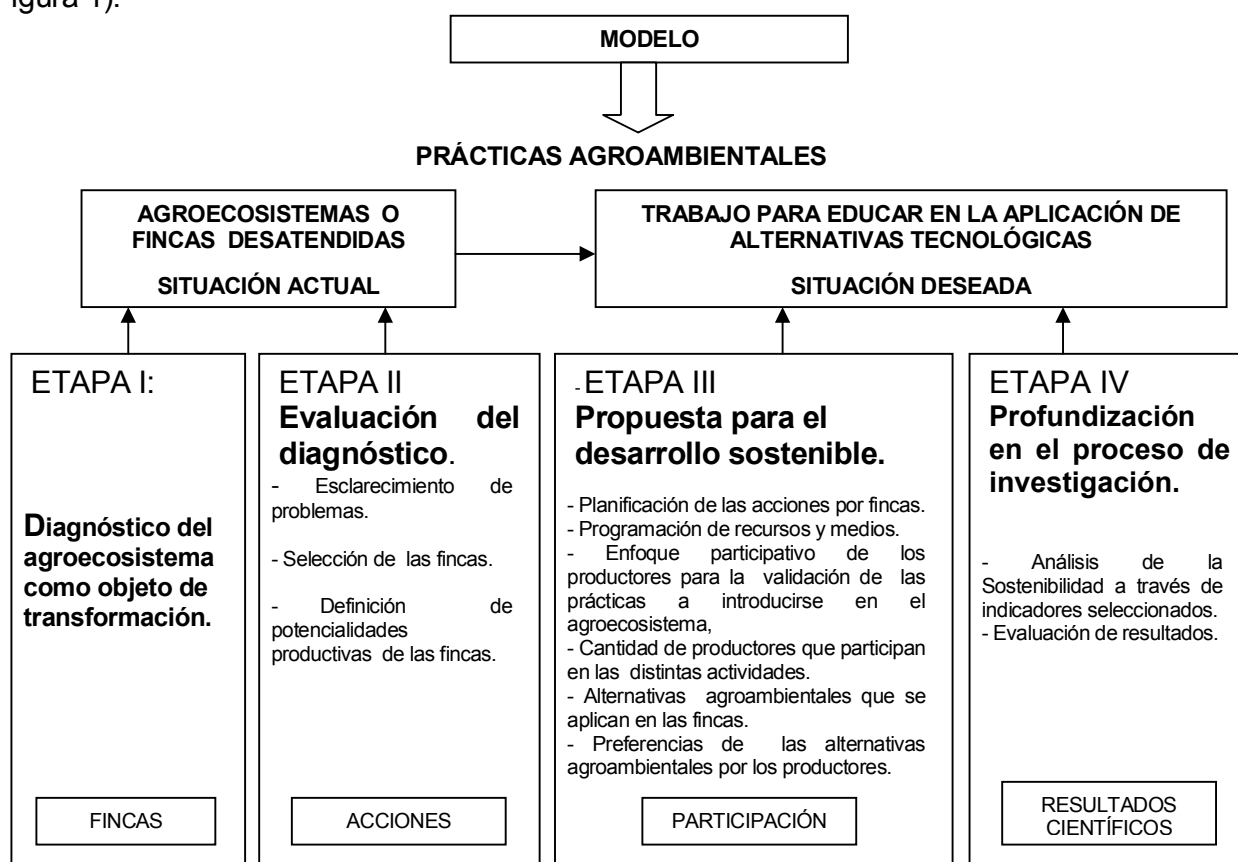 igura 1).
MODELO
PRÁCTICAS AGROAMBIENTALES
AGROECOSISTEMAS O
FINCAS DESATENDIDAS
SITUACIÓN ACTUAL
TRABAJO PARA EDUCAR EN LA APLICACIÓN DE
ALTERNATIVAS TECNOLÓGICAS
SITUACIÓN DESEADA
ETAPA I:
Diagnóstico del
agroecosistema
como objeto de
transformación.
FINCAS
ETAPA II
Evaluación del
diagnóstico.
- Esclarecimiento de
problemas.
- Selección de las fincas.
- Definición de
potencialidades
productivas de las fincas.
ACCIONES
- ETAPA III
Propuesta para el
desarrollo sostenible.
- Planificación de las acciones por fincas.
- Programación de recursos y medios.
- Enfoque participativo de los
productores para la validación de las
prácticas a introducirse en el
agroecosistema,
- Cantidad de productores que participan
en las distintas actividades.
- Alternativas agroambientales que se
aplican en las fincas.
- Preferencias de las alternativas
agroambientales por los productores.
PARTICIPACIÓN
ETAPA IV
Profundización
en el proceso de
investigación.
- Análisis de la
Sostenibilidad a través de
indicadores seleccionados.
- Evaluación de resultados.
RESULTADOS
CIENTÍFICOS